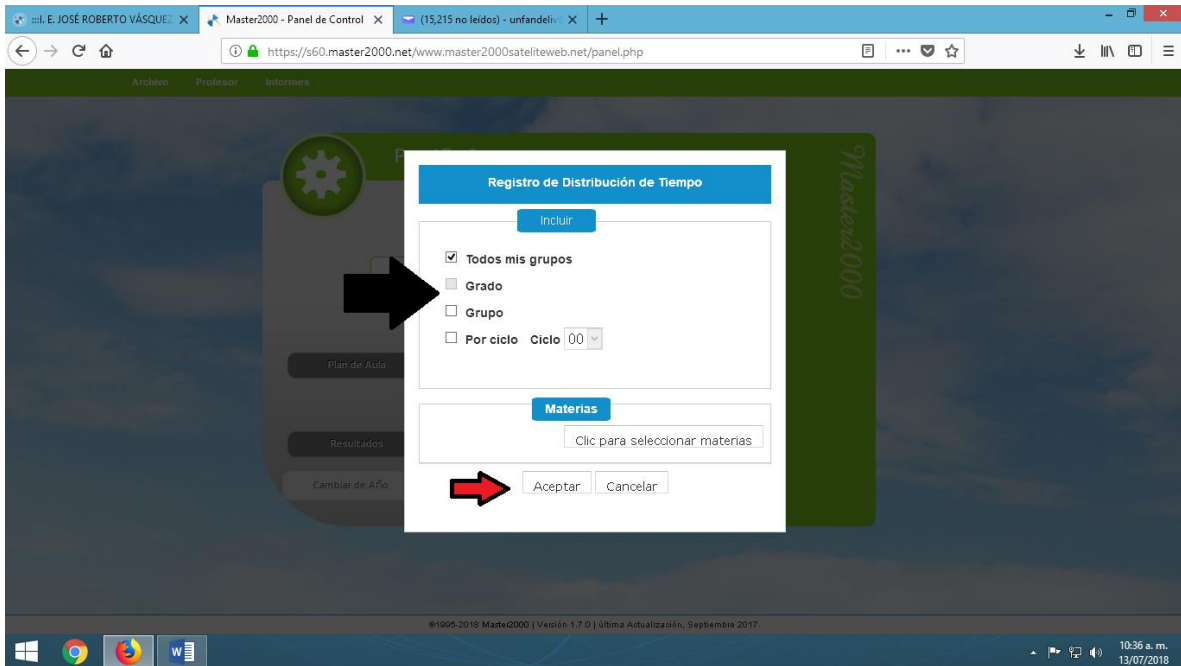 :::I. E. JOSÉ ROBERTO VÁSQUEZ
Master2000 - Panel de Control
(15,215 no leídos) - unfandeliv
https://s60.master2000.net/www.master2000sateliteweb.net/panel.php
Archivo Profesor Informes
Master2000
Registro de Distribución de Tiempo
Incluir
Todos mis grupos
Grado
Grupo
Por ciclo Ciclo 00
Plan de Aula
Materias
Clic para seleccionar materias
Resultados
Cambiar de Año
Aceptar Cancelar
©1995-2018 Master2000 | Versión 1.7.0 | última Actualización, Septiembre 2017.
10:36 a. m.
13/07/2018